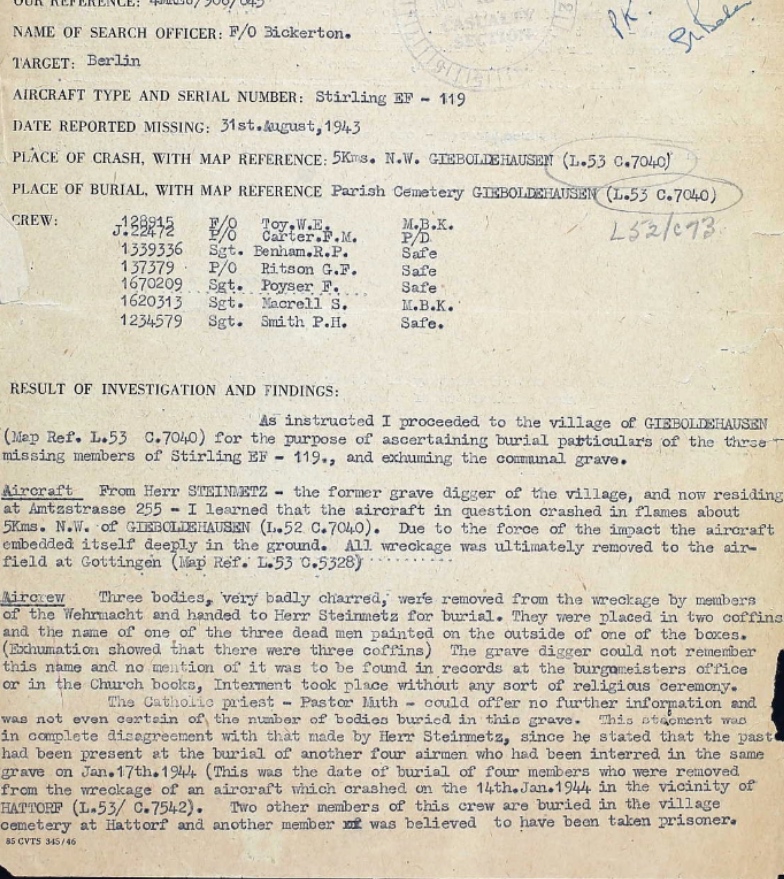 OUR REFERENCE:
NAME OF SEARCH OFFICER: F/O Bickerton.
TARGET: Berlin
AIRCRAFT TYPE AND SERIAL NUMBER: Stirling EF - 119
DATE REPORTED MISSING: 31st.August,1943
PLACE OF CRASH, WITH MAP REFERENCE: 5Kms. N.W. GIEBOLDEHAUSEN (L.53 C.7040)
PLACE OF BURIAL, WITH MAP REFERENCE Parish Cemetery GIEBOLDEHAUSEN (L.53 C.7040)
L52/C73
CREW: 128915 F/O Toy.W.E. M.B.K.
J.22472 P/O Carter.F.M. P/D
1339336 Sgt. Benham.R.P. Safe
137379 P/O Ritson G.F. Safe
1670209 Sgt. Poyser F. Safe
1620313 Sgt. Macrell S. M.B.K.
1234579 Sgt. Smith P.H. Safe.
RESULT OF INVESTIGATION AND FINDINGS:
As instructed I proceeded to the village of GIEBOLDEHAUSEN
(Map Ref. L.53 C.7040) for the purpose of ascertaining burial particulars of the three
missing members of Stirling EF - 119., and exhuming the communal grave.
Aircraft From Herr STEINMETZ - the former grave digger of the village, and now residing
at Amtzstrasse 255 - I learned that the aircraft in question crashed in flames about
5Kms. N.W. of GIEBOLDEHAUSEN (L.52 C.7040). Due to the force of the impact the aircraft
embedded itself deeply in the ground. All wreckage was ultimately removed to the air-
field at Gottingen (Map Ref. L.53 C.5328)
Aircrew Three bodies, very badly charred, were removed from the wreckage by members
of the Wehrmacht and handed to Herr Steinmetz for burial. They were placed in two coffins
and the name of one of the three dead men painted on the outside of one of the boxes.
(Exhumation showed that there were three coffins) The grave digger could not remember
this name and no mention of it was to be found in records at the burgomeisters office
or in the Church books, Interment took place without any sort of religious ceremony.
The Catholic priest - Pastor Muth - could offer no further information and
was not even certain of the number of bodies buried in this grave. This statment was
in complete disagreement with that made by Herr Steinmetz, since he stated that the past
had been present at the burial of another four airmen who had been interred in the same
grave on Jan.17th.1944 (This was the date of burial of four members who were removed
from the wreckage of an aircraft which crashed on the 14th.Jan.1944 in the vicinity of
HATTORF (L.53/ C.7542). Two other members of this crew are buried in the village
cemetery at Hattorf and another member was believed to have been taken prisoner.
85 CVTS 345/46
CASUALTY
SECTION
P.K.